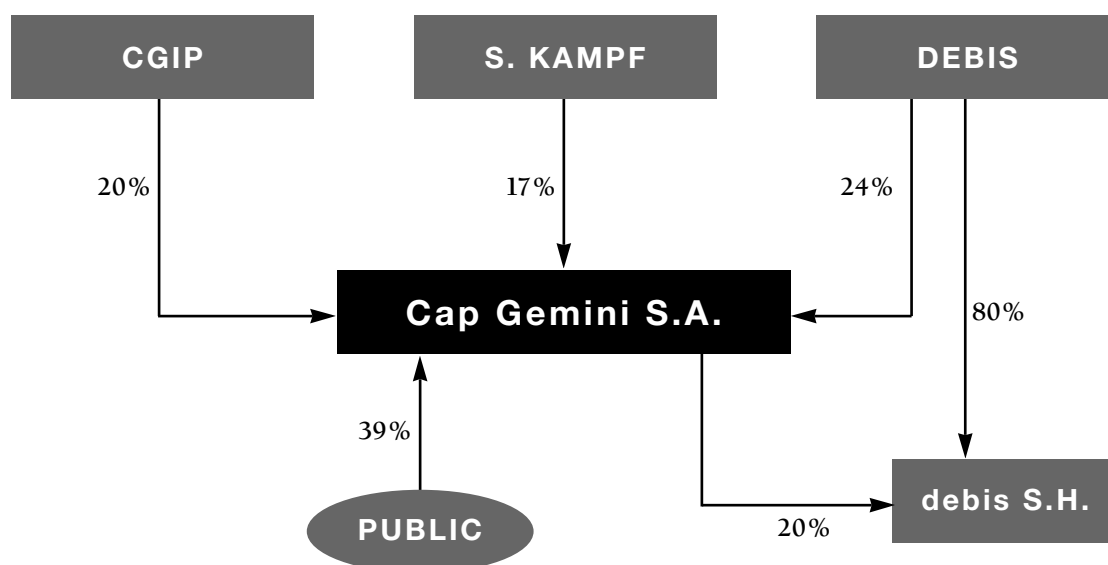 CGIP
S. KAMPF
DEBIS
20%
17%
24%
Cap Gemini S.A.
80%
39%
debis S.H.
PUBLIC
20%